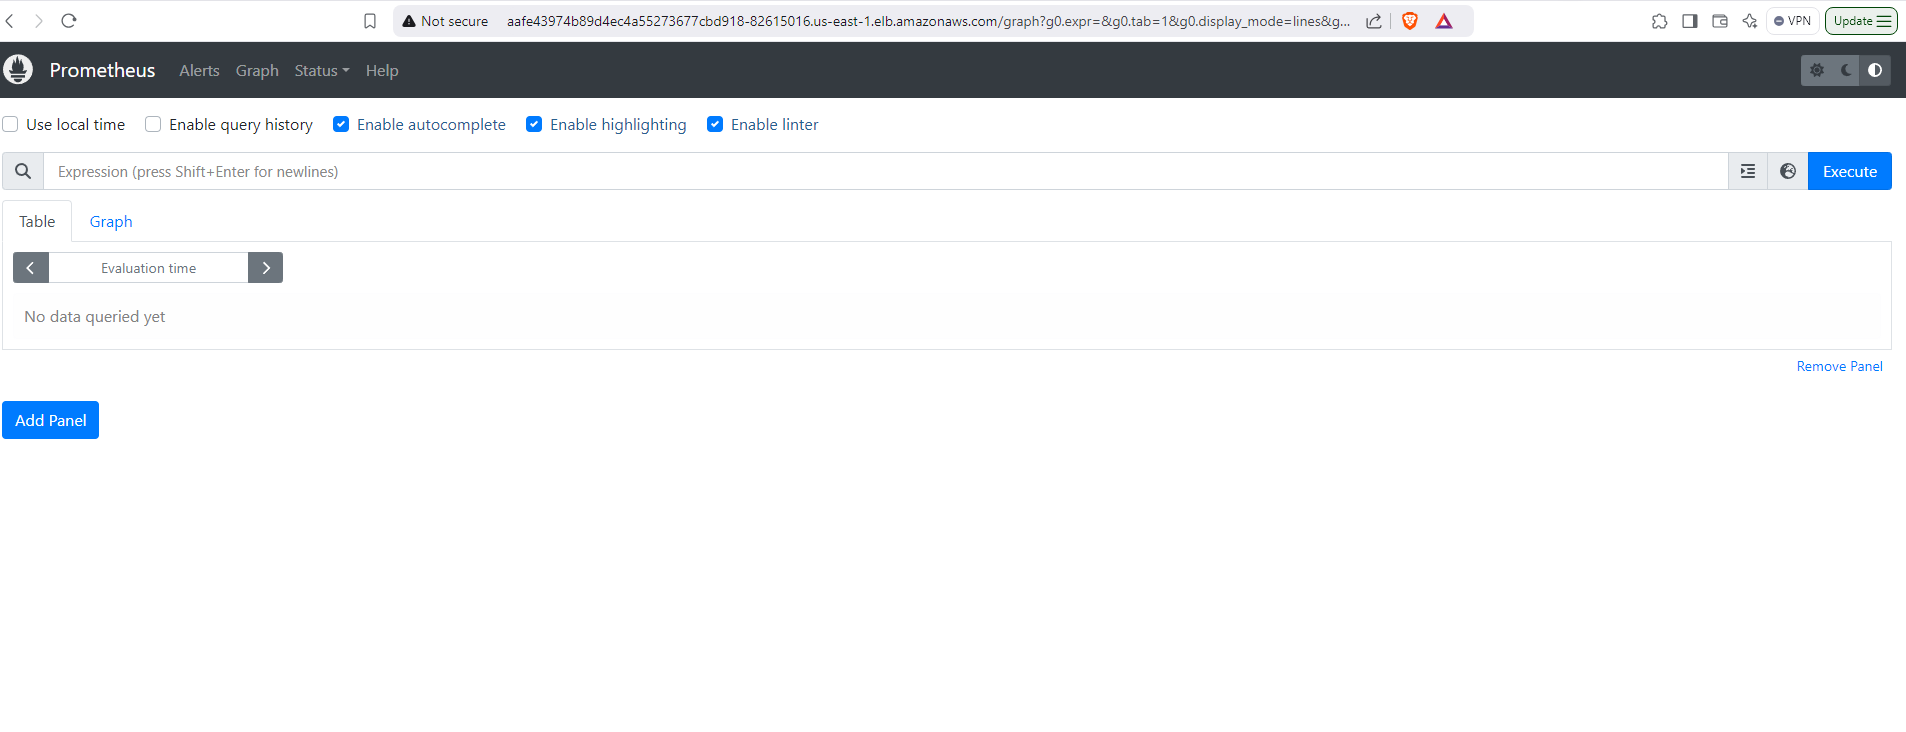 Not secure aafe43974b89d4ec4a55273677cbd918-82615016.us-east-1.elb.amazonaws.com/graph?g0.expr=&g0.tab=1&g0.display_mode=lines&g... VPN Update
Prometheus Alerts Graph Status Help
Use local time Enable query history Enable autocomplete Enable highlighting Enable linter
Expression (press Shift+Enter for newlines) Execute
Table Graph
Evaluation time
No data queried yet
Remove Panel
Add Panel